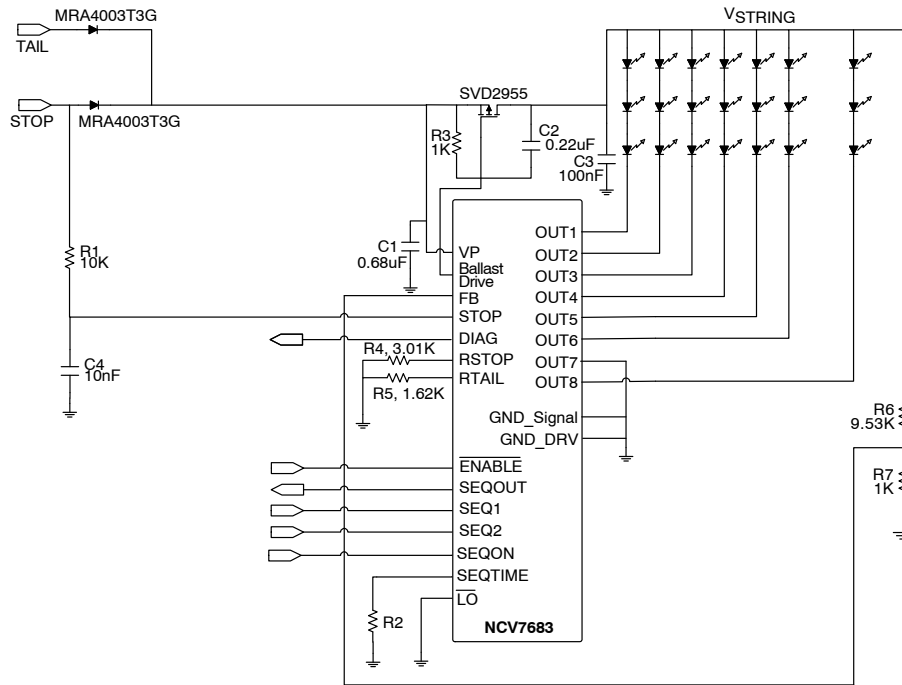 MRA4003T3G
TAIL
STOP
MRA4003T3G
SVD2955
VSTRING
R3
1K
C2
0.22uF
C3
100nF
R1
10K
C1
0.68uF
C4
10nF
VP
Ballast
Drive
FB
STOP
DIAG
RSTOP
RTAIL
R4, 3.01K
R5, 1.62K
ENABLE
SEQOUT
SEQ1
SEQ2
SEQON
SEQTIME
LO
R2
OUT1
OUT2
OUT3
OUT4
OUT5
OUT6
OUT7
OUT8
GND_Signal
GND_DRV
NCV7683
R6
9.53K
R7
1K